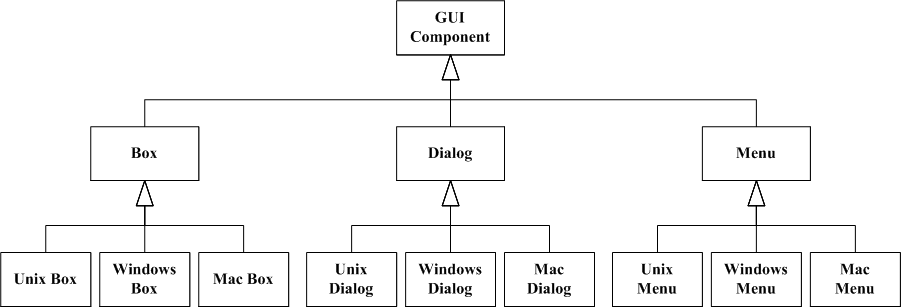 GUI
Component
Box
Dialog
Menu
Unix Box
Windows
Box
Mac Box
Unix
Dialog
Windows
Dialog
Mac
Dialog
Unix
Menu
Windows
Menu
Mac
Menu